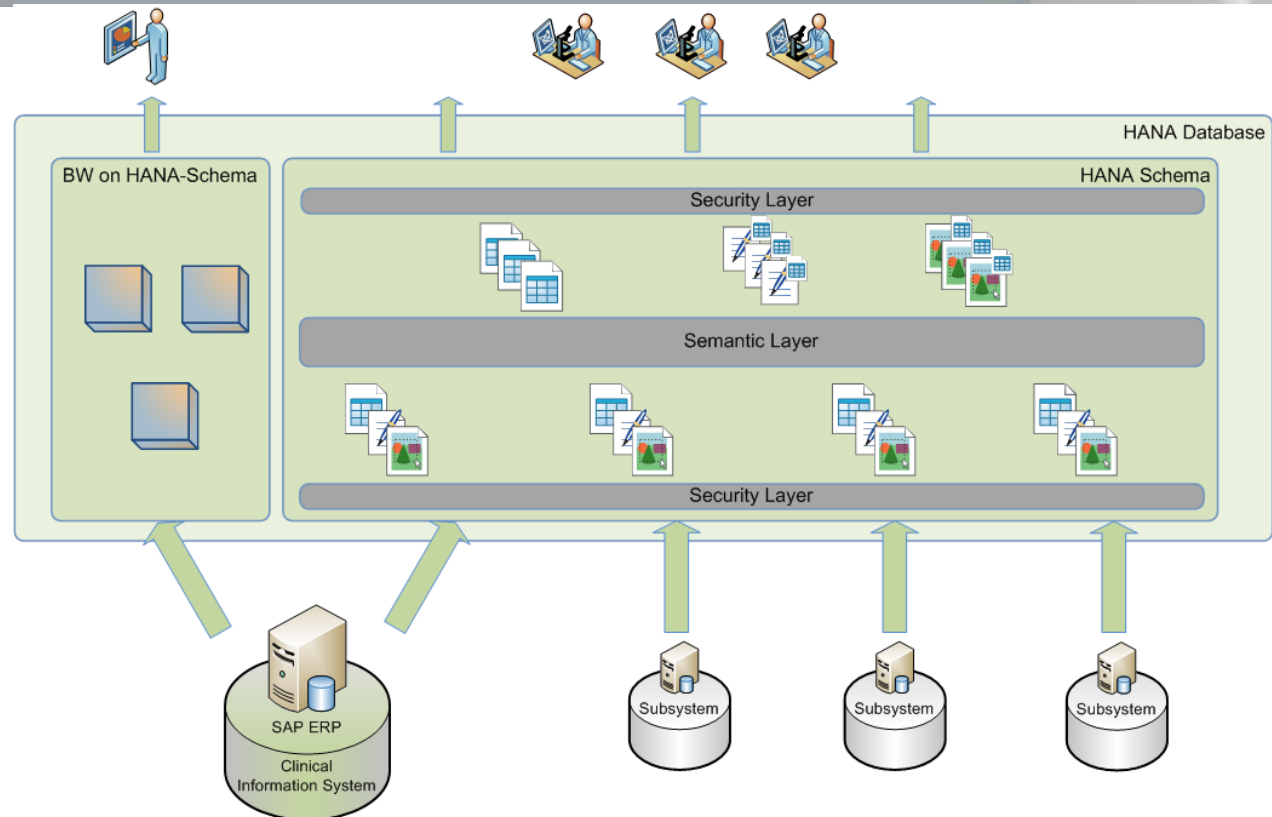 HANA Database
BW on HANA-Schema
HANA Schema
Security Layer
Semantic Layer
Security Layer
SAP ERP
Clinical
Information System
Subsystem
Subsystem
Subsystem